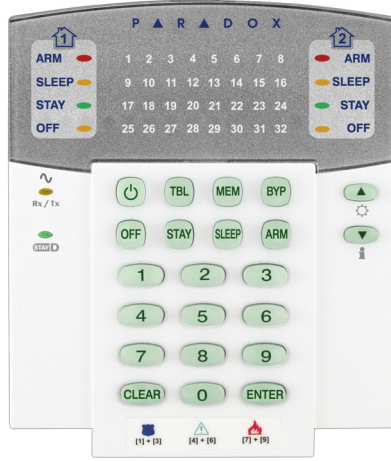 P A R A D O X
1 2
ARM 1 2 3 4 5 6 7 8 ARM
SLEEP 9 10 11 12 13 14 15 16 SLEEP
STAY 17 18 19 20 21 22 23 24 STAY
OFF 25 26 27 28 29 30 31 32 OFF
Rx / Tx
STAY D
TBL MEM BYP
OFF STAY SLEEP ARM
1 2 3
4 5 6
7 8 9
CLEAR 0 ENTER
[1] + [3] [4] + [6] [7] + [9]